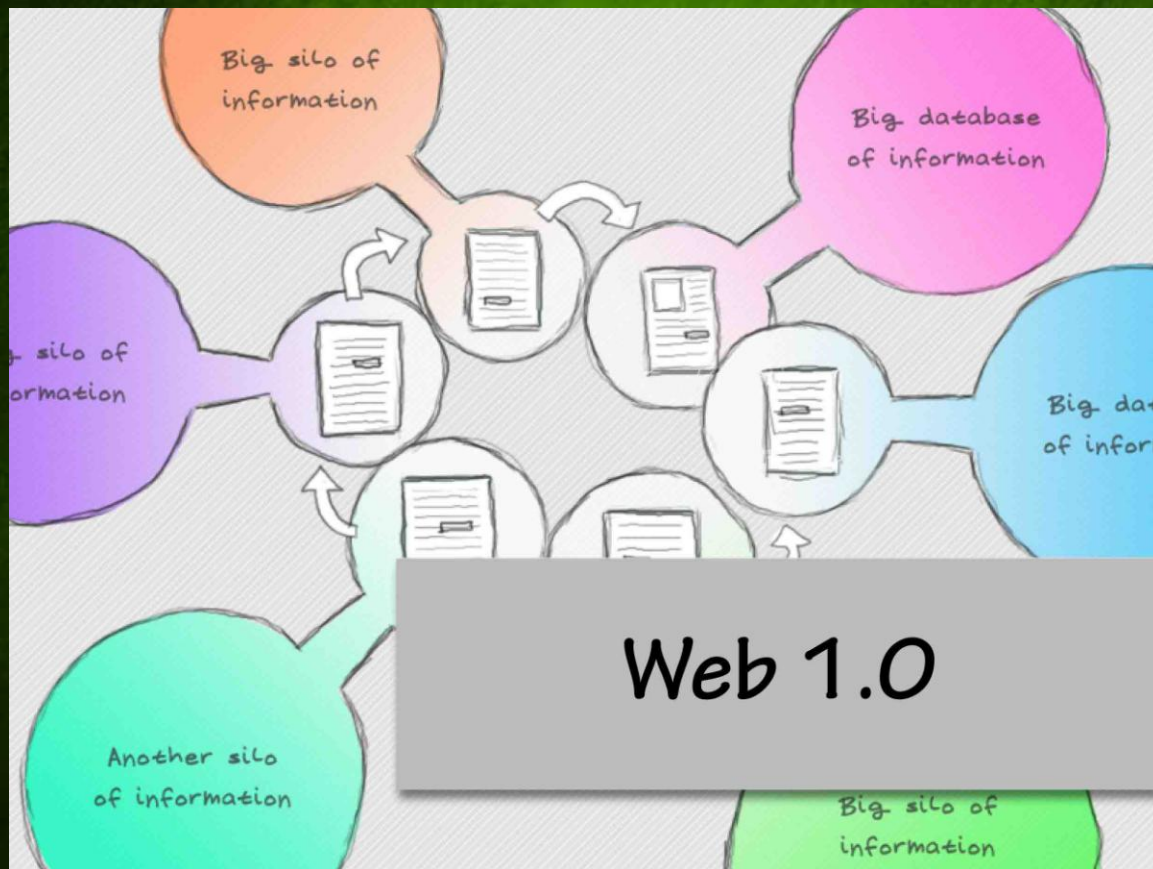 Big silo of
information
Big database
of information
silo of
ormation
Big dat
of infor
Web 1.0
Another silo
of information
Big silo of
information